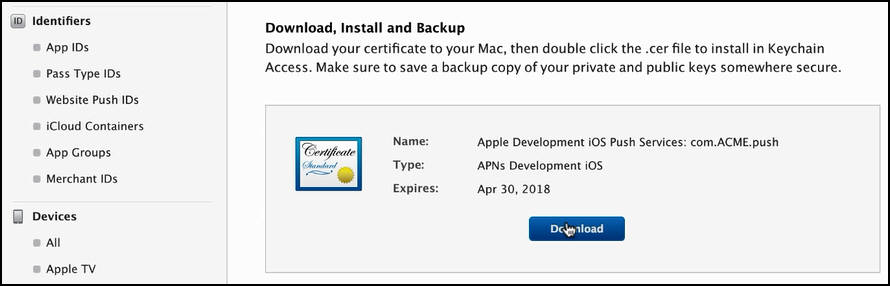 ID Identifiers
App IDs
Pass Type IDs
Website Push IDs
iCloud Containers
App Groups
Merchant IDs
Devices
All
Apple TV
Download, Install and Backup
Download your certificate to your Mac, then double click the .cer file to install in Keychain
Access. Make sure to save a backup copy of your private and public keys somewhere secure.
Certificate
Standard
Name: Apple Development iOS Push Services: com.ACME.push
Type: APNs Development iOS
Expires: Apr 30, 2018
Download